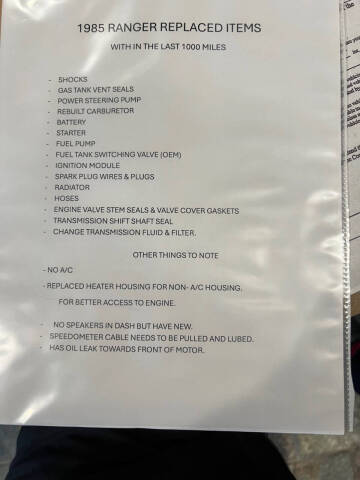 1985 RANGER REPLACED ITEMS
WITH IN THE LAST 1000 MILES
- SHOCKS
- GAS TANK VENT SEALS
- POWER STEERING PUMP
- REBUILT CARBURETOR
- BATTERY
- STARTER
- FUEL PUMP
- FUEL TANK SWITCHING VALVE (OEM)
- IGNITION MODULE
- SPARK PLUG WIRES & PLUGS
- RADIATOR
- HOSES
- ENGINE VALVE STEM SEALS & VALVE COVER GASKETS
- TRANSMISSION SHIFT SHAFT SEAL
- CHANGE TRANSMISSION FLUID & FILTER.
OTHER THINGS TO NOTE
- NO A/C
- REPLACED HEATER HOUSING FOR NON- A/C HOUSING.
FOR BETTER ACCESS TO ENGINE.
- NO SPEAKERS IN DASH BUT HAVE NEW.
- SPEEDOMETER CABLE NEEDS TO BE PULLED AND LUBED.
- HAS OIL LEAK TOWARDS FRONT OF MOTOR.